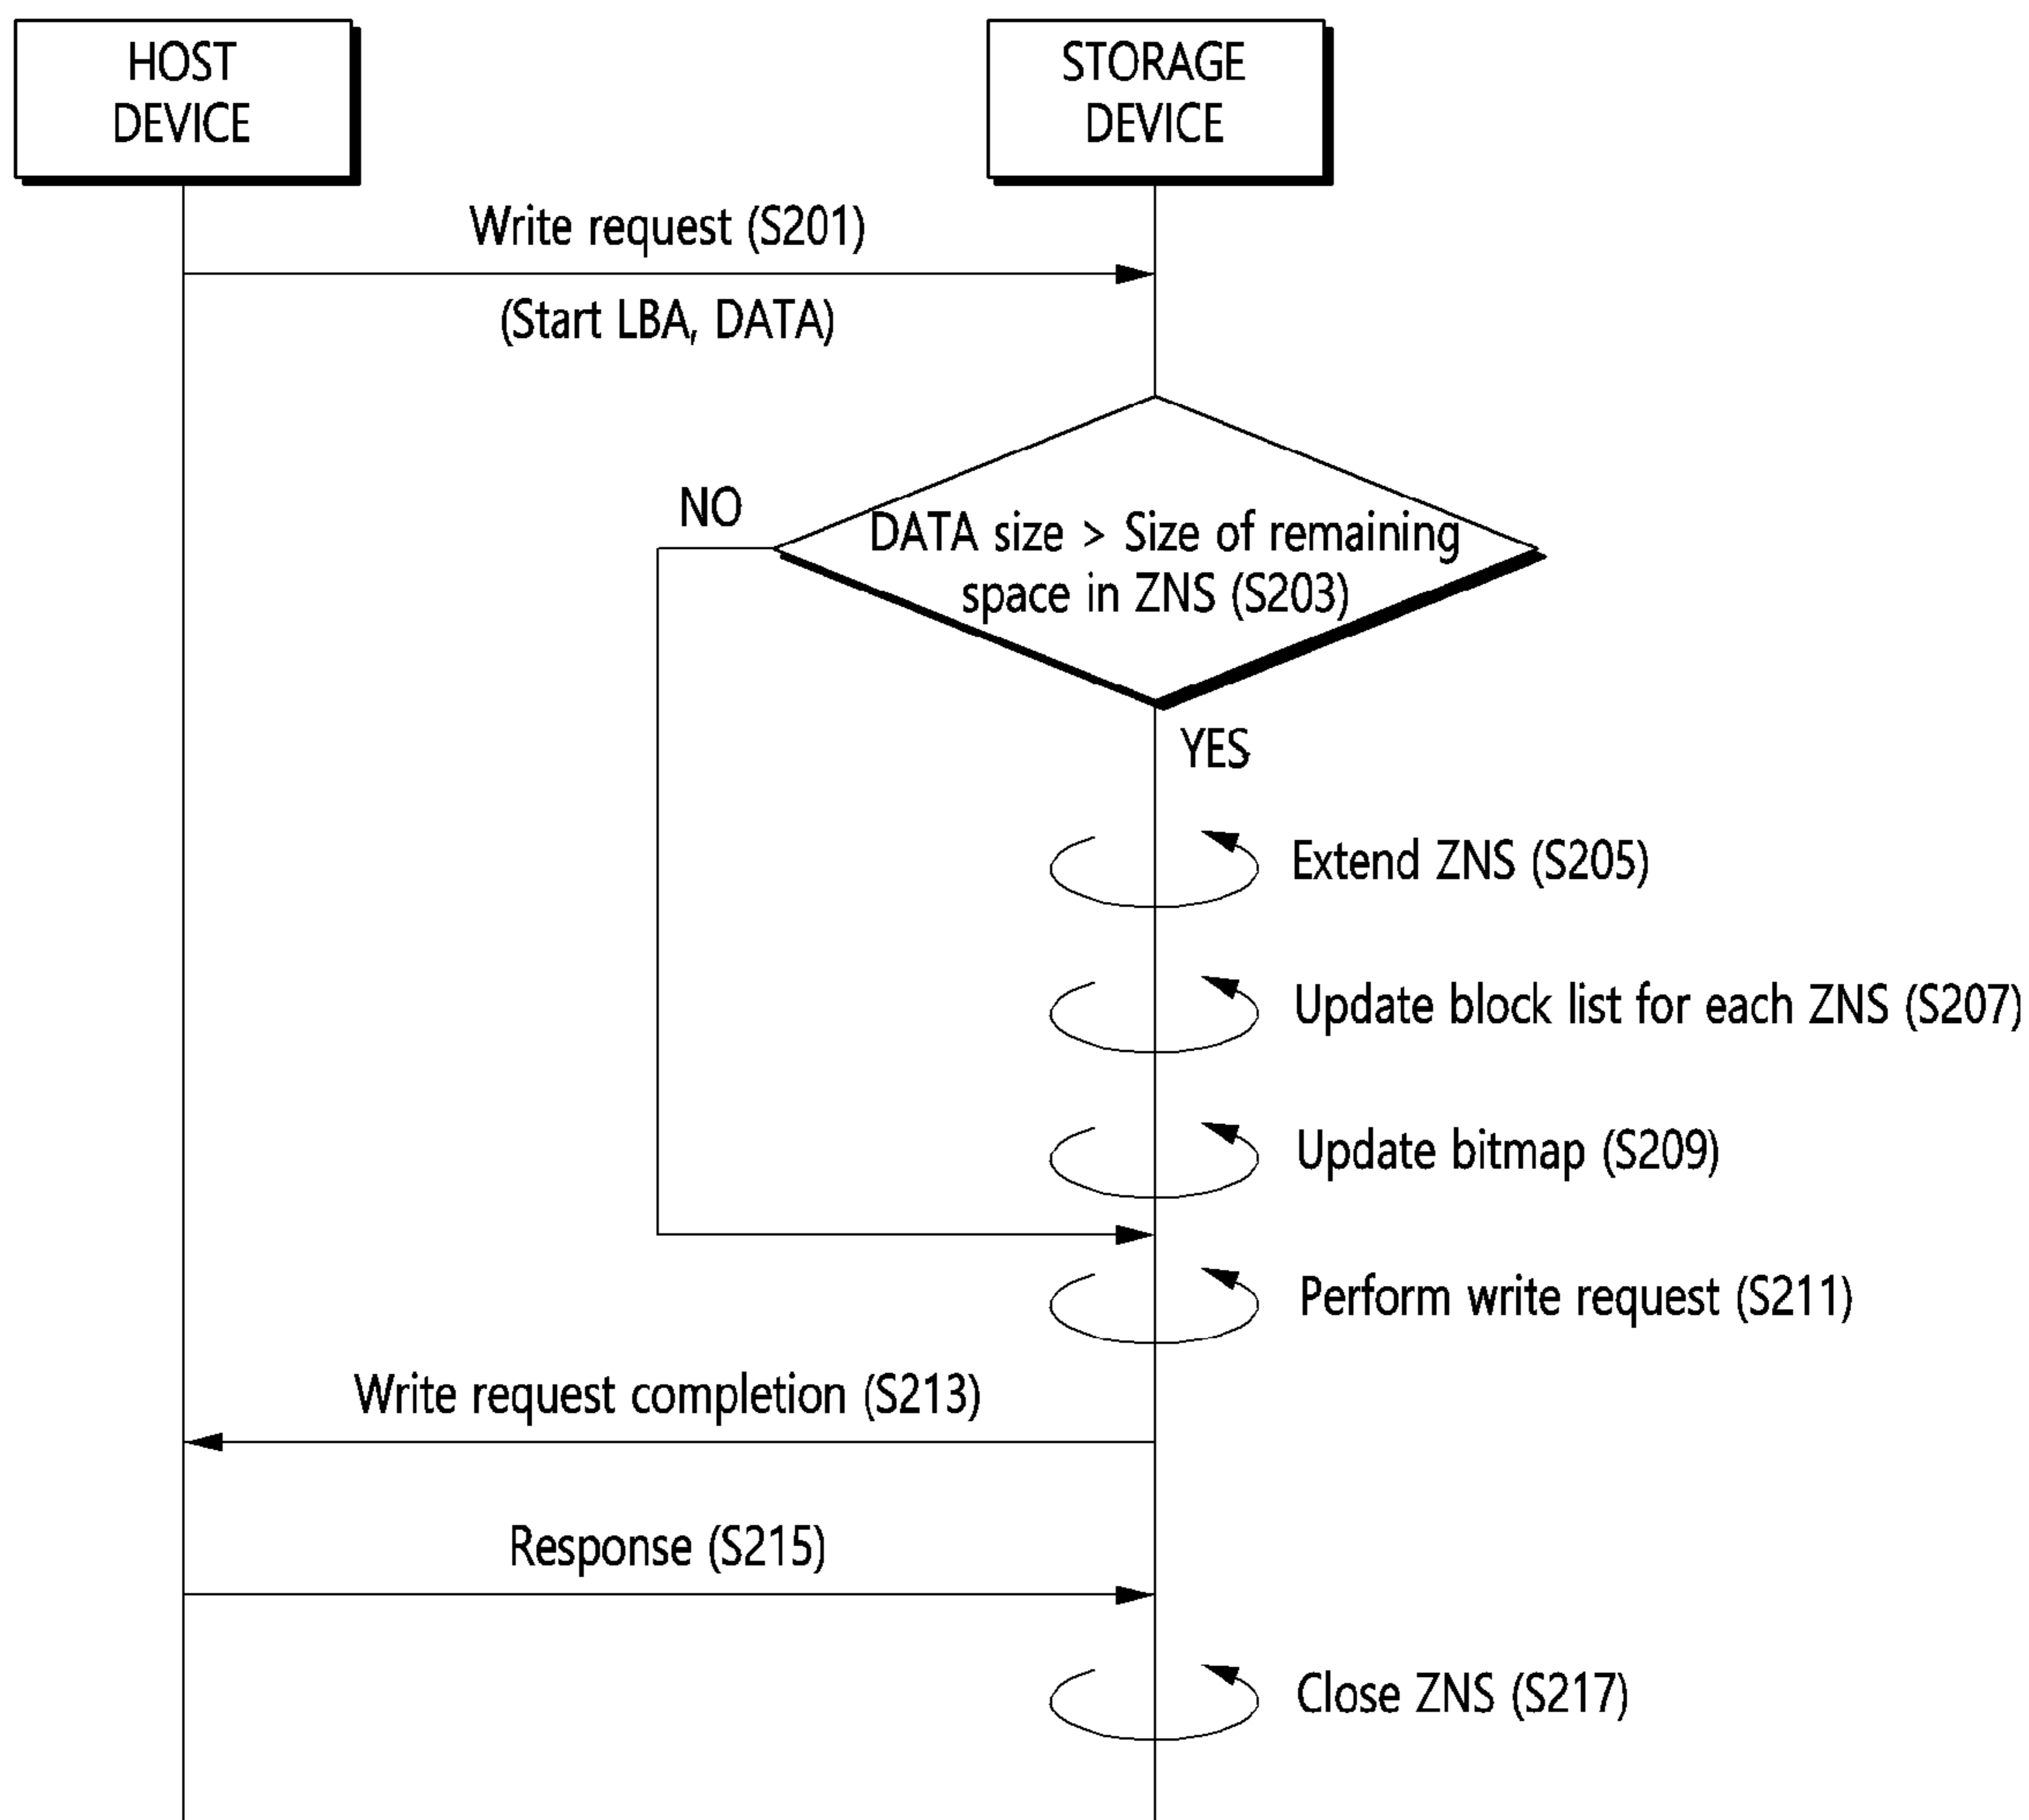 HOST
DEVICE
STORAGE
DEVICE
Write request (S201)
(Start LBA, DATA)
NO
DATA size > Size of remaining
space in ZNS (S203)
YES
Extend ZNS (S205)
Update block list for each ZNS (S207)
Update bitmap (S209)
Perform write request (S211)
Write request completion (S213)
Response (S215)
Close ZNS (S217)